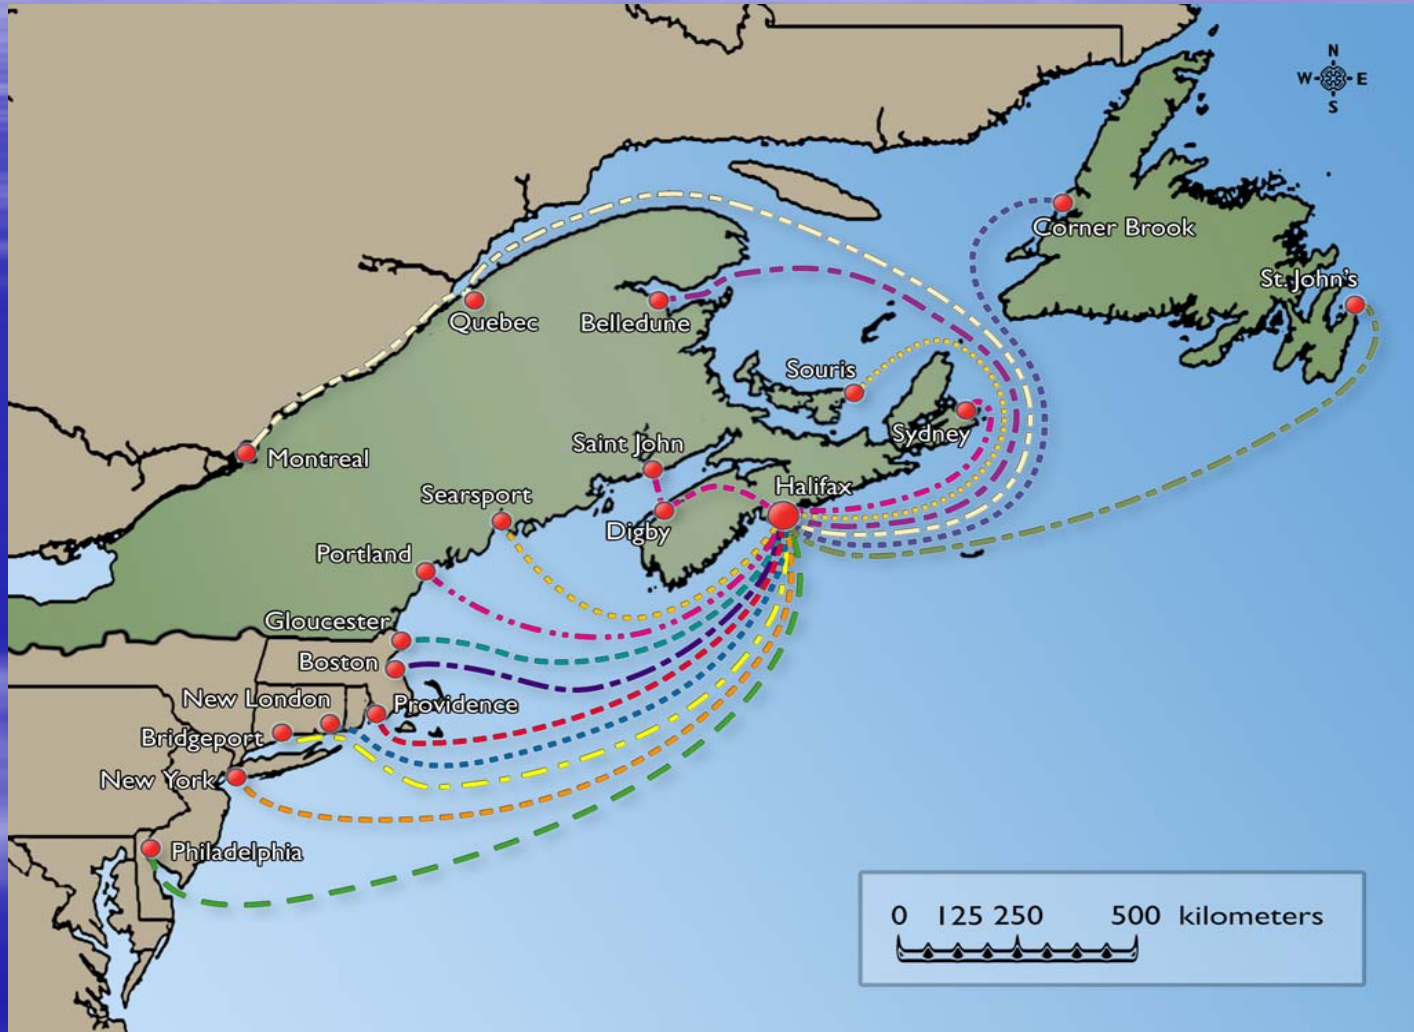 N
W E
S
Corner Brook
St. John's
Quebec
Belledune
Souris
Sydney
Saint John
Montreal
Halifax
Searsport
Digby
Portland
Gloucester
Boston
New London
Providence
Bridgeport
New York
Philadelphia
0 125 250 500 kilometers